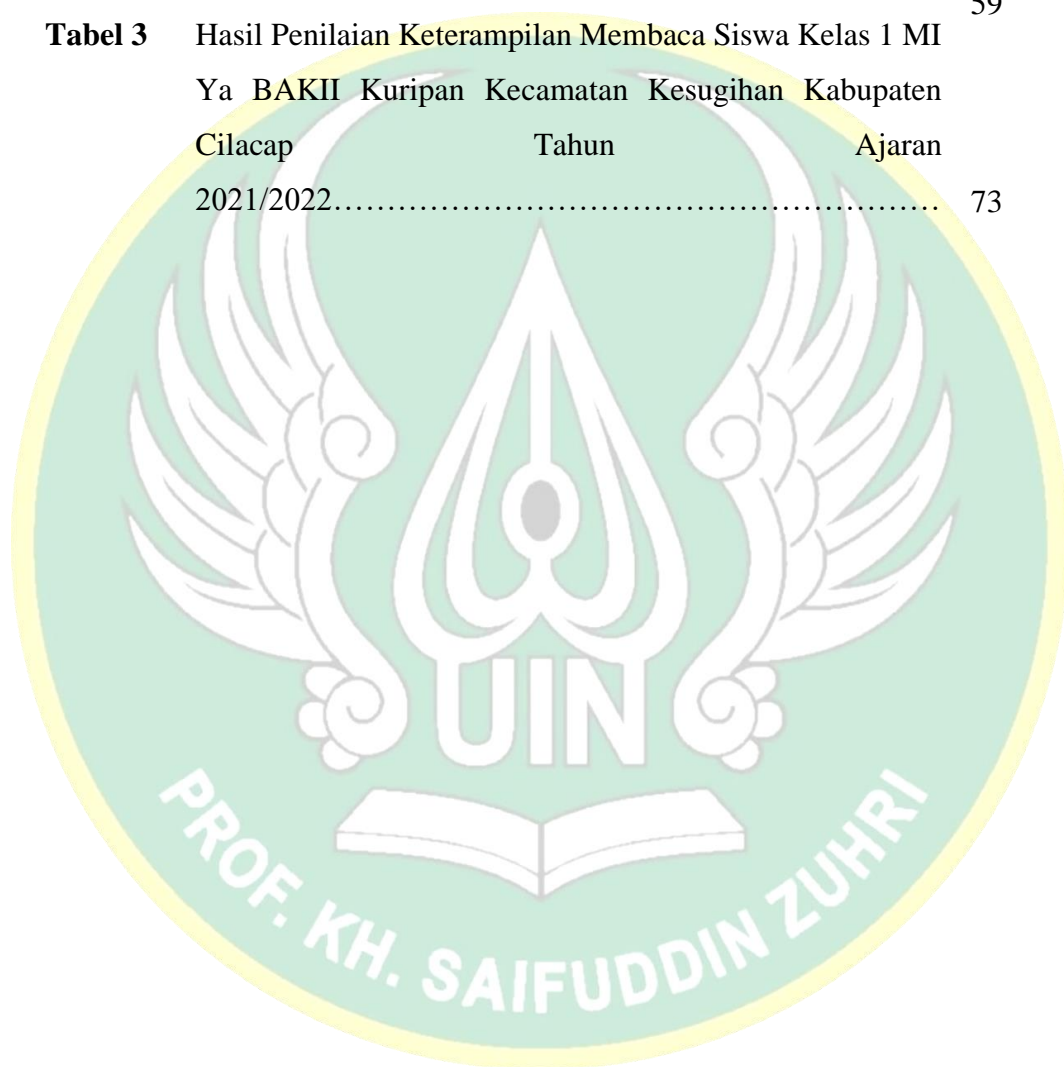 59
Tabel 3 Hasil Penilaian Keterampilan Membaca Siswa Kelas 1 MI
Ya BAKII Kuripan Kecamatan Kesugihan Kabupaten
Cilacap Tahun Ajaran
2021/2022………………………………………………… 73
UIN
PROF. KH. SAIFUDDIN ZUHRI